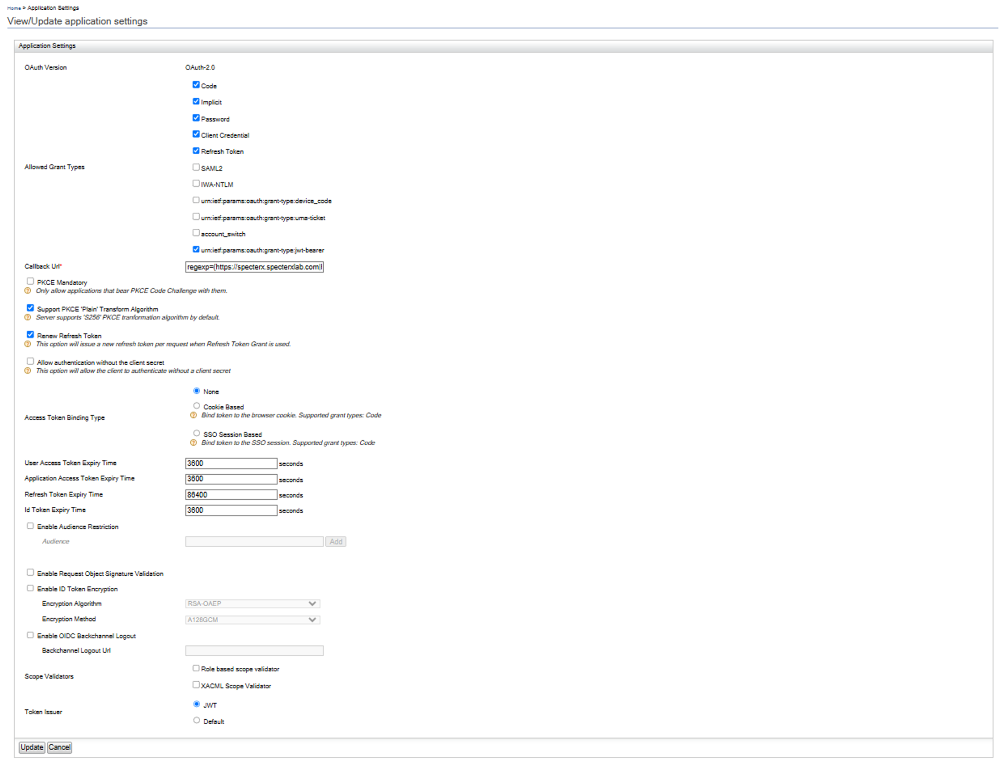 Home > Application Settings
View/Update application settings
Application Settings
OAuth Version OAuth-2.0
Code
Implicit
Password
Client Credential
Refresh Token
Allowed Grant Types
SAML2
IWA-NTLM
urn:ietf:params:oauth:grant-type:device_code
urn:ietf:params:oauth:grant-type:uma-ticket
account_switch
urn:ietf:params:oauth:grant-type:jwt-bearer
Callback Url* regexp=(https://specterx.specterxlab.com|
PKCE Mandatory
Only allow applications that bear PKCE Code Challenge with them.
Support PKCE 'Plain' Transform Algorithm
Server supports 'S256' PKCE tranformation algorithm by default.
Renew Refresh Token
This option will issue a new refresh token per request when Refresh Token Grant is used.
Allow authentication without the client secret
This option will allow the client to authenticate without a client secret
None
Cookie Based
Bind token to the browser cookie. Supported grant types: Code
Access Token Binding Type
SSO Session Based
Bind token to the SSO session. Supported grant types: Code
User Access Token Expiry Time 3600 seconds
Application Access Token Expiry Time 3600 seconds
Refresh Token Expiry Time 86400 seconds
Id Token Expiry Time 3600 seconds
Enable Audience Restriction
Audience Add
Enable Request Object Signature Validation
Enable ID Token Encryption
Encryption Algorithm RSA-OAEP
Encryption Method A128GCM
Enable OIDC Backchannel Logout
Backchannel Logout Url
Role based scope validator
Scope Validators
XACML Scope Validator
JWT
Token Issuer
Default
Update Cancel